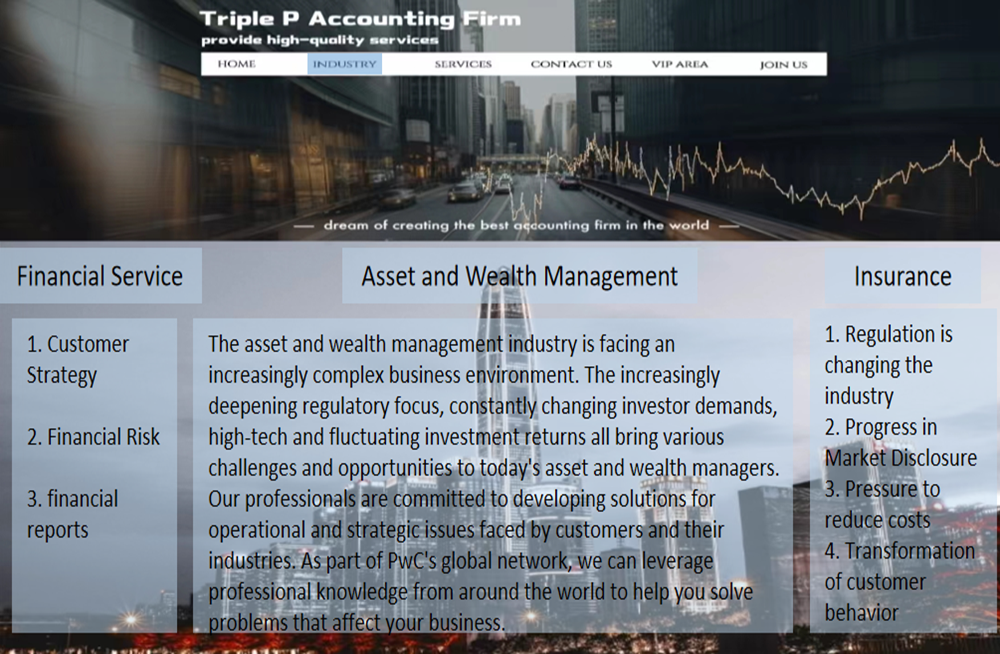 Triple P Accounting Firm
provide high-quality services
HOME INDUSTRY SERVICES CONTACT US VIP AREA JOIN US
— dream of creating the best accounting firm in the world —
Financial Service
1. Customer
Strategy
2. Financial Risk
3. financial
reports
Asset and Wealth Management
The asset and wealth management industry is facing an
increasingly complex business environment. The increasingly
deepening regulatory focus, constantly changing investor demands,
high-tech and fluctuating investment returns all bring various
challenges and opportunities to today's asset and wealth managers.
Our professionals are committed to developing solutions for
operational and strategic issues faced by customers and their
industries. As part of PwC's global network, we can leverage
professional knowledge from around the world to help you solve
problems that affect your business.
Insurance
1. Regulation is
changing the
industry
2. Progress in
Market Disclosure
3. Pressure to
reduce costs
4. Transformation
of customer
behavior